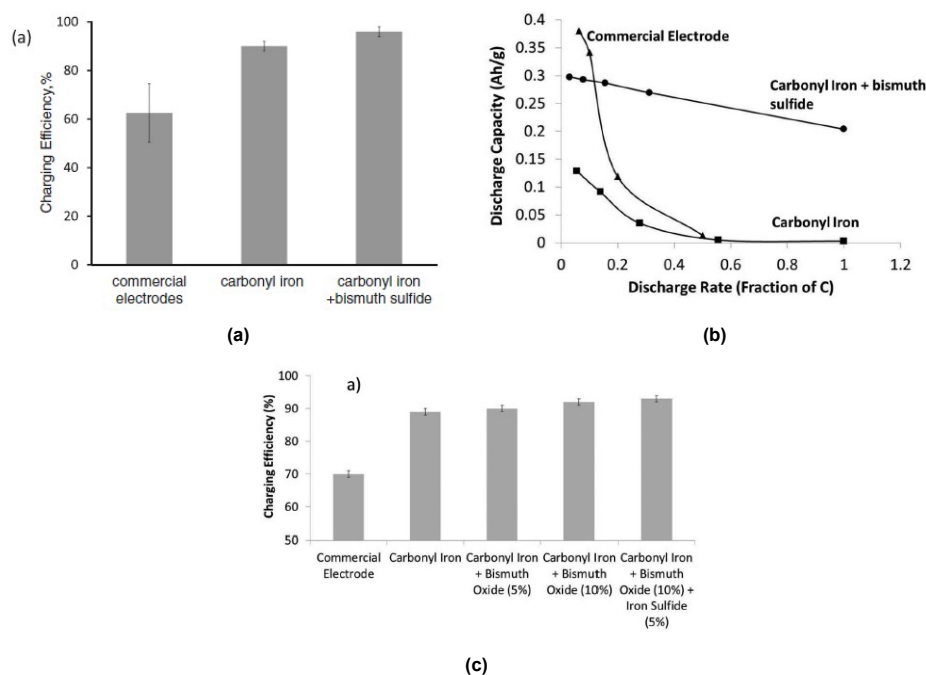 (a)
100
80
60
40
20
0
Charging Efficiency,%
commercial
electrodes
carbonyl iron
carbonyl iron
+bismuth sulfide
(a)
0.4
0.35
0.3
0.25
0.2
0.15
0.1
0.05
0
Discharge Capacity (Ah/g)
Commercial Electrode
Carbonyl Iron + bismuth
sulfide
Carbonyl Iron
0 0.2 0.4 0.6 0.8 1 1.2
Discharge Rate (Fraction of C)
(b)
a)
100
90
80
70
60
50
Charging Efficiency (%)
Commercial
Electrode
Carbonyl Iron
Carbonyl Iron
+ Bismuth
Oxide (5%)
Carbonyl Iron
+ Bismuth
Oxide (10%)
Carbonyl Iron
+ Bismuth
Oxide (10%) +
Iron Sulfide
(5%)
(c)